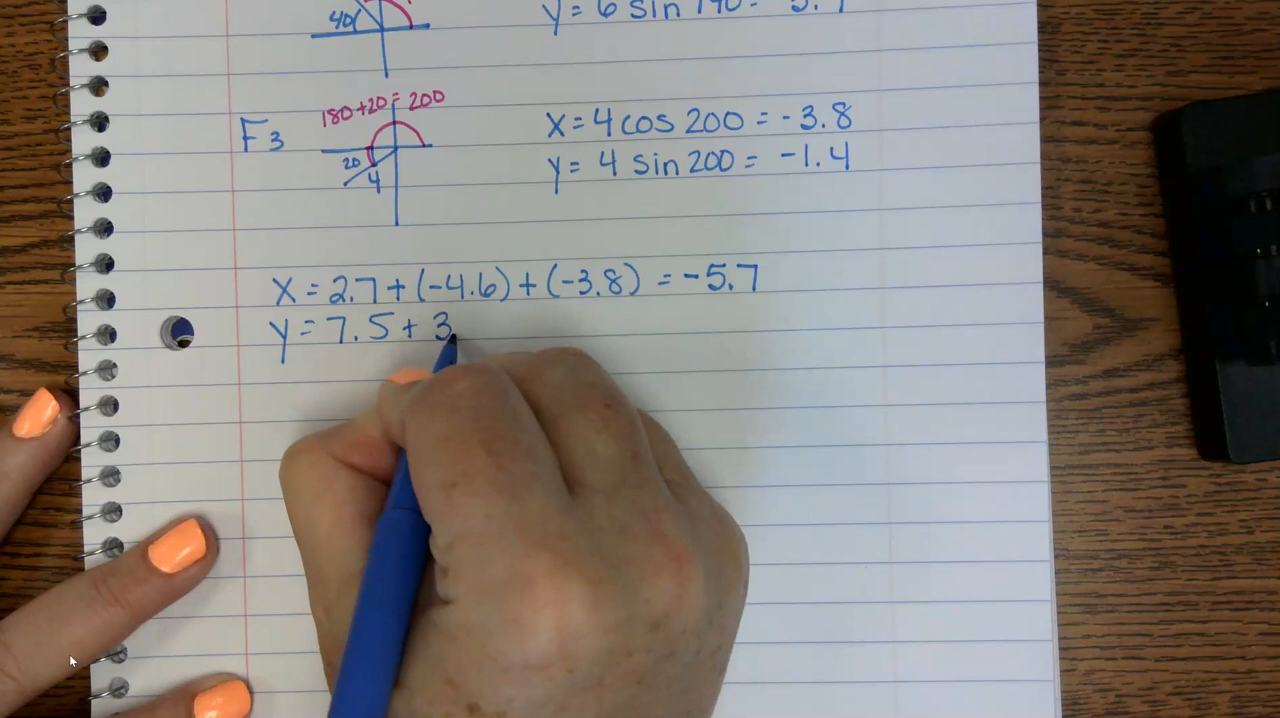 40
y = 6 sin 140 =
180+20 = 200
F3
20
4
x = 4 cos 200 = -3.8
y = 4 sin 200 = -1.4
x = 2.7 + (-4.6) + (-3.8) = -5.7
y = 7.5 + 3.